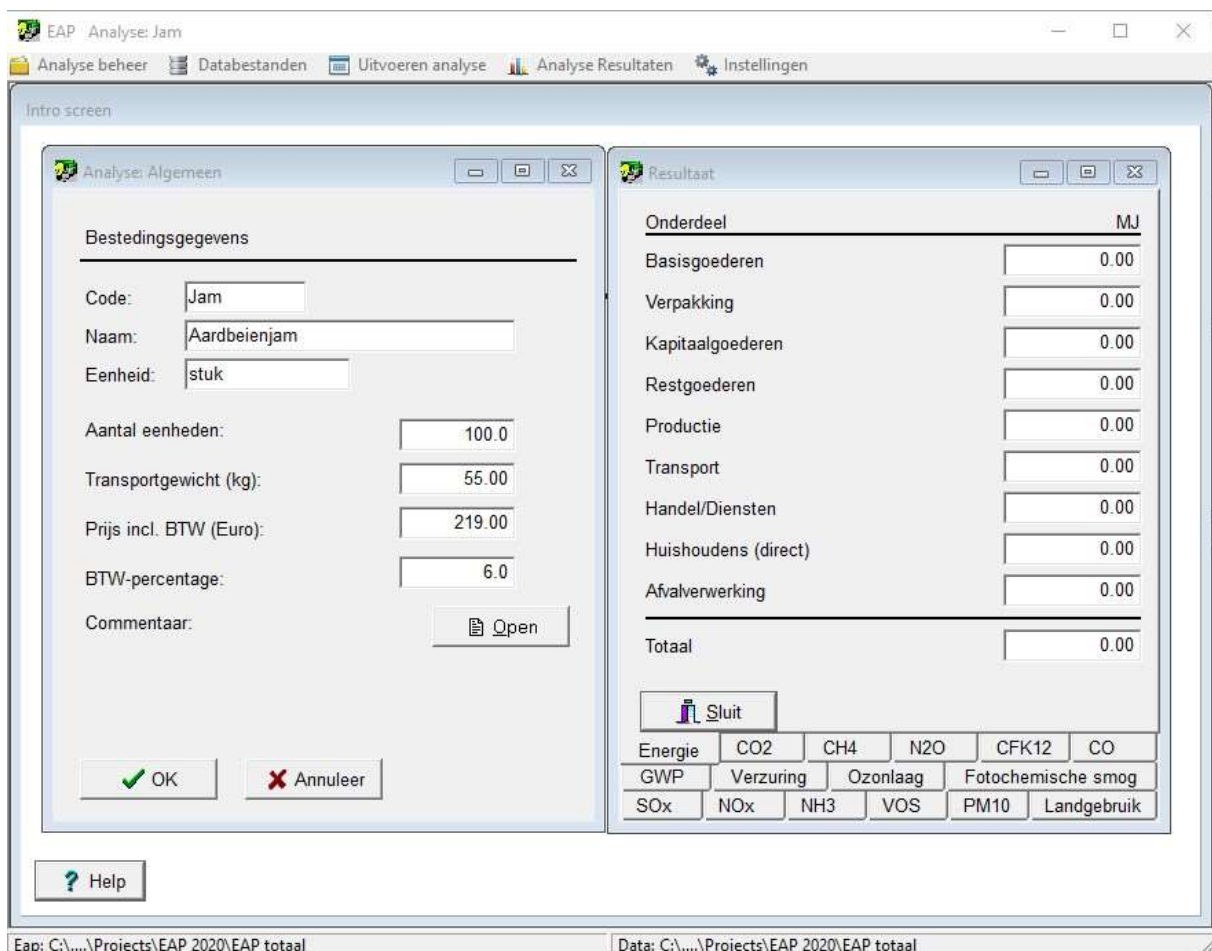 EAP Analyse: Jam
Analyse beheer Databestanden Uitvoeren analyse Analyse Resultaten Instellingen
Intro screen
Analyse: Algemeen
Bestedingsgegevens
Code: Jam
Naam: Aardbeienjam
Eenheid: stuk
Aantal eenheden: 100.0
Transportgewicht (kg): 55.00
Prijs incl. BTW (Euro): 219.00
BTW-percentage: 6.0
Commentaar: Open
OK Annuleer
Resultaat
Onderdeel MJ
Basisgoederen 0.00
Verpakking 0.00
Kapitaalgoederen 0.00
Restgoederen 0.00
Productie 0.00
Transport 0.00
Handel/Diensten 0.00
Huishoudens (direct) 0.00
Afvalverwerking 0.00
Totaal 0.00
Sluit
Energie CO2 CH4 N2O CFK12 CO
GWP Verzuring Ozonlaag Fotochemische smog
SOx NOx NH3 VOS PM10 Landgebruik
? Help
Eap: C:\....\Projects\EAP 2020\EAP totaal Data: C:\....\Projects\EAP 2020\EAP totaal